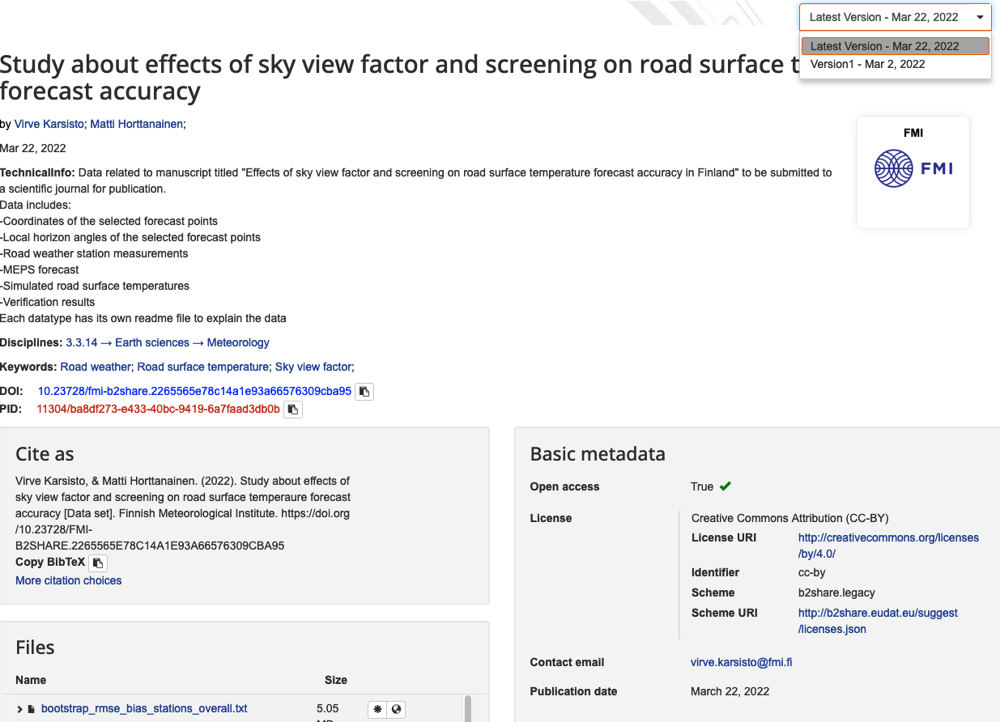 Latest Version - Mar 22, 2022
Latest Version - Mar 22, 2022
Version1 - Mar 2, 2022
Study about effects of sky view factor and screening on road surface t
forecast accuracy
by Virve Karsisto; Matti Horttanainen;
Mar 22, 2022
FMI
FMI
TechnicalInfo: Data related to manuscript titled "Effects of sky view factor and screening on road surface temperature forecast accuracy in Finland" to be submitted to
a scientific journal for publication.
Data includes:
-Coordinates of the selected forecast points
-Local horizon angles of the selected forecast points
-Road weather station measurements
-MEPS forecast
-Simulated road surface temperatures
-Verification results
Each datatype has its own readme file to explain the data
Disciplines: 3.3.14 → Earth sciences → Meteorology
Keywords: Road weather; Road surface temperature; Sky view factor;
DOI: 10.23728/fmi-b2share.2265565e78c14a1e93a66576309cba95
PID: 11304/ba8df273-e433-40bc-9419-6a7faad3db0b
Cite as
Virve Karsisto, & Matti Horttanainen. (2022). Study about effects of
sky view factor and screening on road surface temperaure forecast
accuracy [Data set]. Finnish Meteorological Institute. https://doi.org
/10.23728/FMI-
B2SHARE.2265565E78C14A1E93A66576309CBA95
Copy BibTeX
More citation choices
Files
Name Size
bootstrap_rmse_bias_stations_overall.txt 5.05
Basic metadata
Open access True
License Creative Commons Attribution (CC-BY)
License URI http://creativecommons.org/licenses
/by/4.0/
Identifier cc-by
Scheme b2share.legacy
Scheme URI http://b2share.eudat.eu/suggest
/licenses.json
Contact email virve.karsisto@fmi.fi
Publication date March 22, 2022